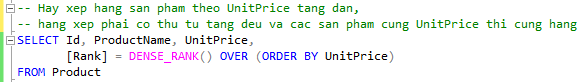 -- Hay xep hang san pham theo UnitPrice tang dan,
-- hang xep phai co thu tu tang deu va cac san pham cung UnitPrice thi cung hang
SELECT Id, ProductName, UnitPrice,
[Rank] = DENSE_RANK() OVER (ORDER BY UnitPrice)
FROM Product